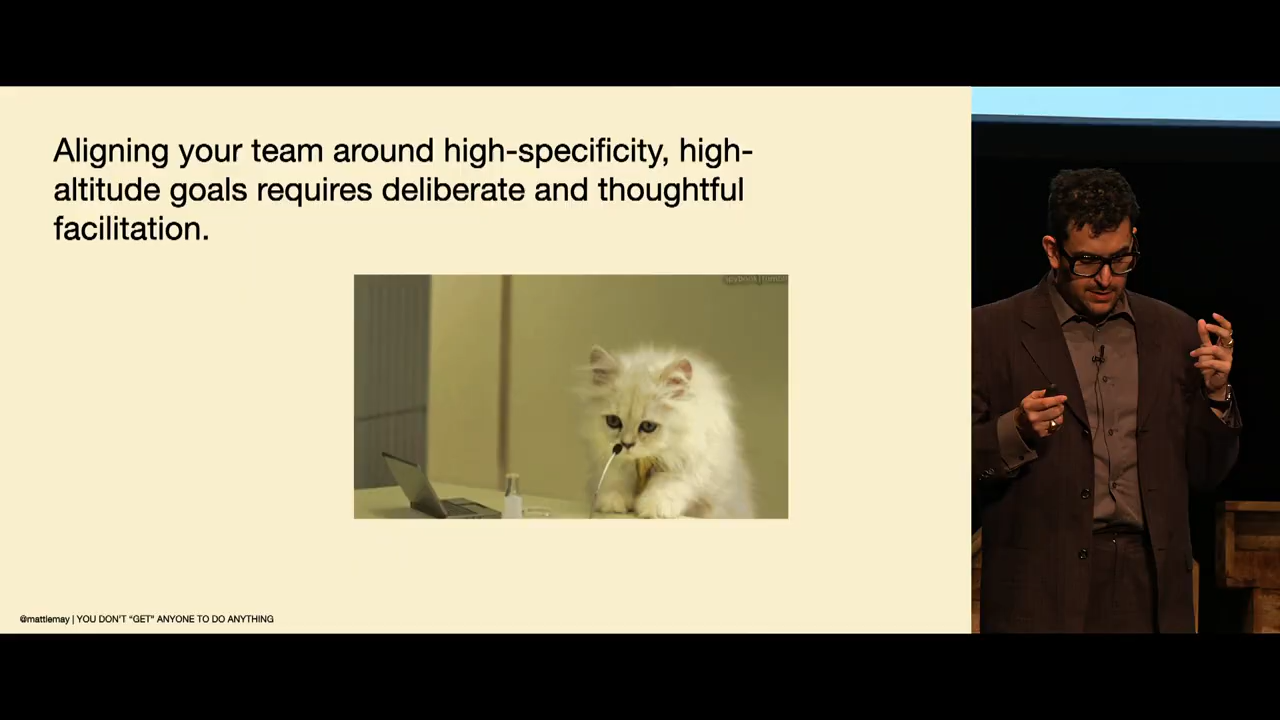 Aligning your team around high-specificity, high-
altitude goals requires deliberate and thoughtful
facilitation.
@mattlemay | YOU DON'T “GET” ANYONE TO DO ANYTHING